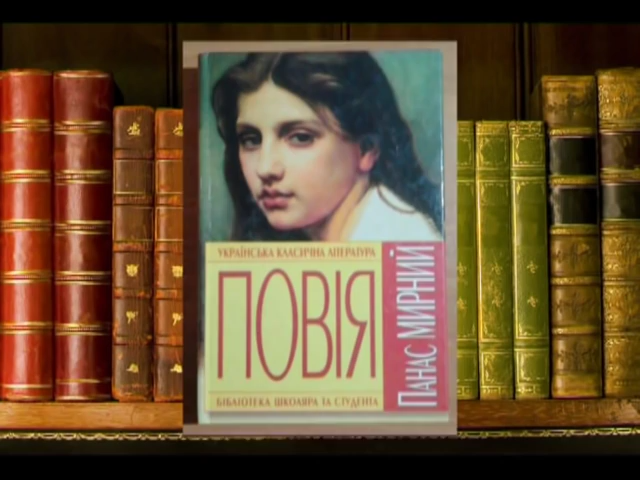 УКРАЇНСЬКА КЛАСИЧНА ЛІТЕРАТУРА
ПОВІЯ
ПАНАС МИРНИЙ
БІБЛІОТЕКА ШКОЛЯРА ТА СТУДЕНТА